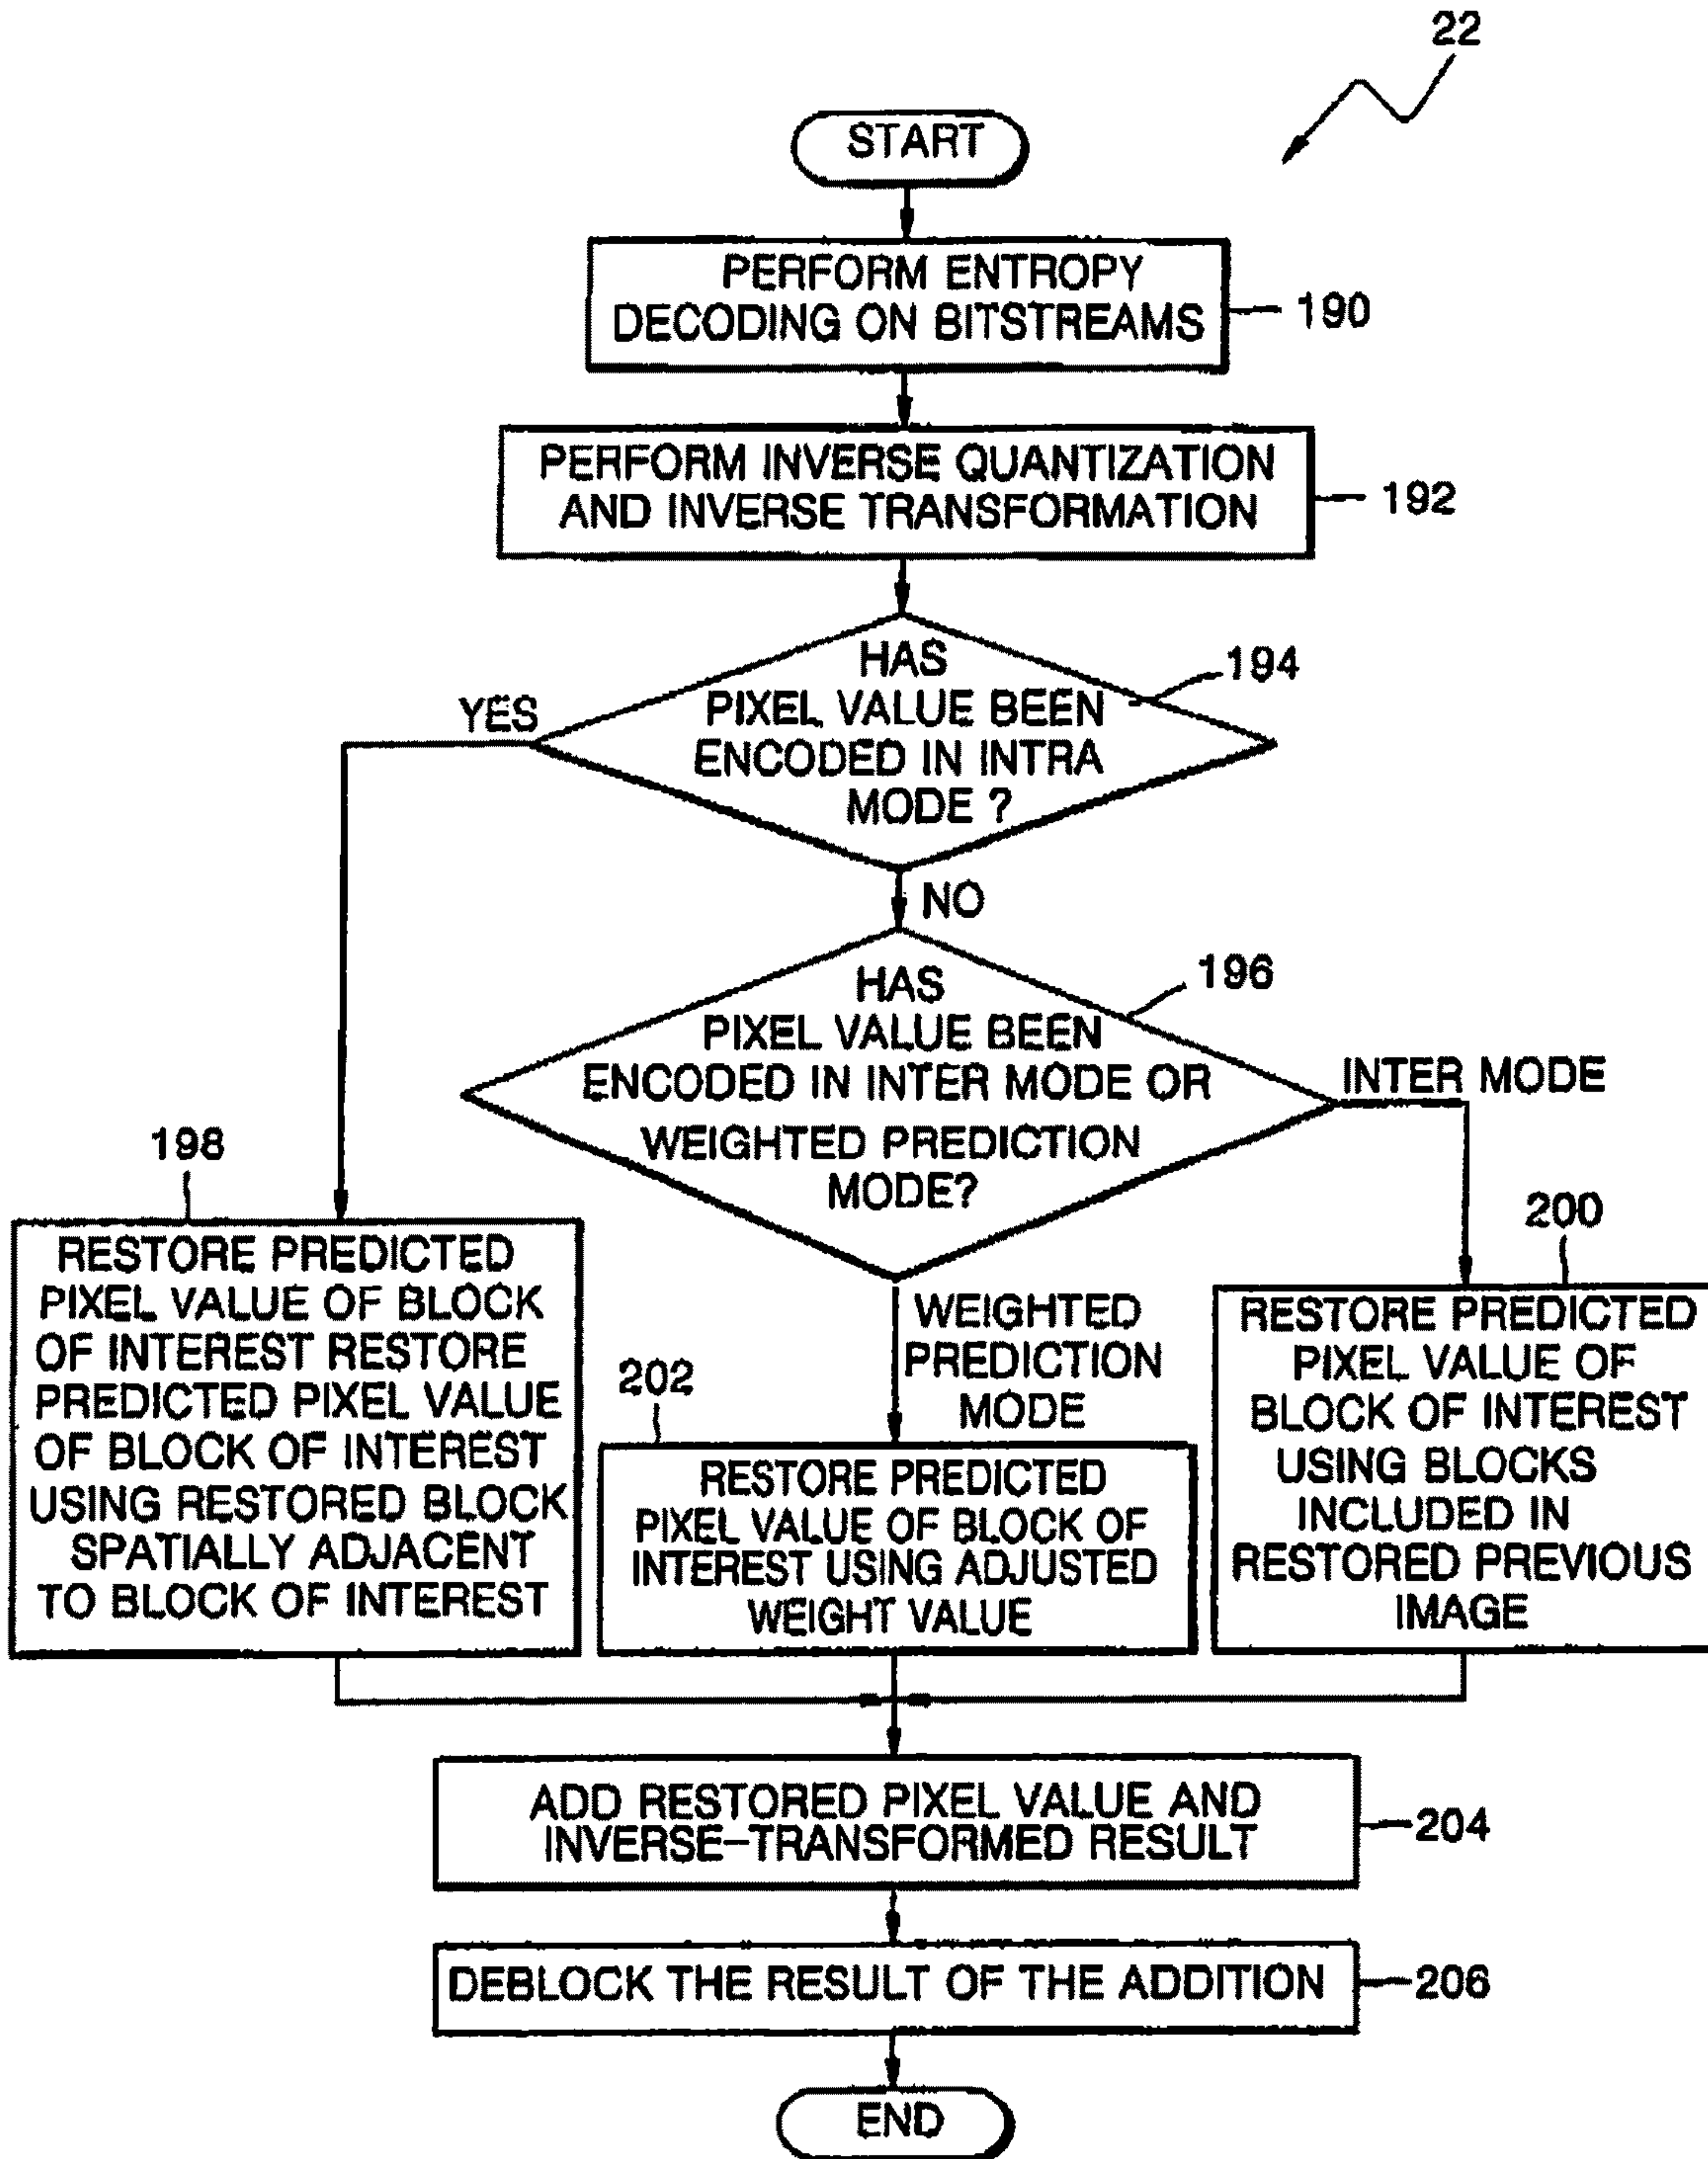 22
START
PERFORM ENTROPY
DECODING ON BITSTREAMS
190
PERFORM INVERSE QUANTIZATION
AND INVERSE TRANSFORMATION
192
HAS
PIXEL VALUE BEEN
ENCODED IN INTRA
MODE ?
194
YES
NO
HAS
PIXEL VALUE BEEN
ENCODED IN INTER MODE OR
WEIGHTED PREDICTION
MODE?
196
INTER MODE
198
RESTORE PREDICTED
PIXEL VALUE OF BLOCK
OF INTEREST RESTORE
PREDICTED PIXEL VALUE
OF BLOCK OF INTEREST
USING RESTORED BLOCK
SPATIALLY ADJACENT
TO BLOCK OF INTEREST
WEIGHTED
PREDICTION
MODE
202
RESTORE PREDICTED
PIXEL VALUE OF BLOCK OF
INTEREST USING ADJUSTED
WEIGHT VALUE
200
RESTORE PREDICTED
PIXEL VALUE OF
BLOCK OF INTEREST
USING BLOCKS
INCLUDED IN
RESTORED PREVIOUS
IMAGE
ADD RESTORED PIXEL VALUE AND
INVERSE-TRANSFORMED RESULT
204
DEBLOCK THE RESULT OF THE ADDITION
206
END